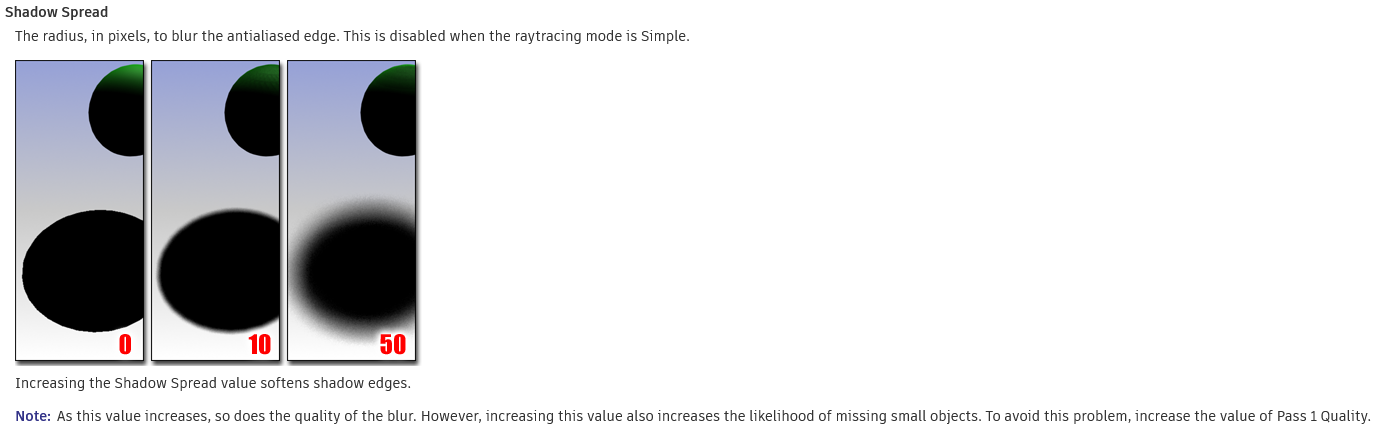 Shadow Spread
The radius, in pixels, to blur the antialiased edge. This is disabled when the raytracing mode is Simple.
0 10 50
Increasing the Shadow Spread value softens shadow edges.
Note: As this value increases, so does the quality of the blur. However, increasing this value also increases the likelihood of missing small objects. To avoid this problem, increase the value of Pass 1 Quality.